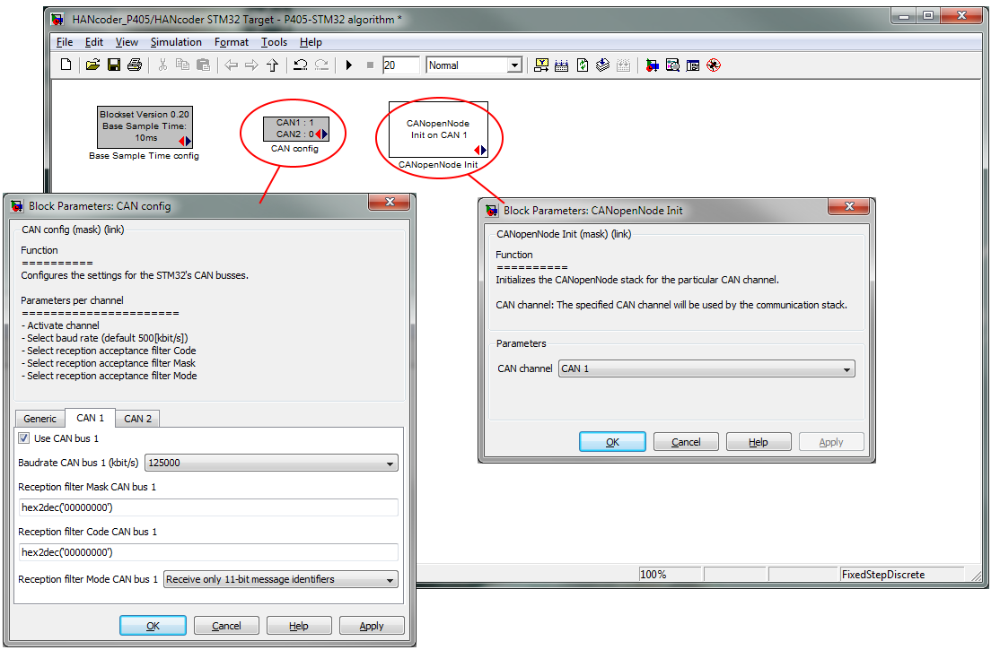 HANcoder_P405/HANcoder STM32 Target - P405-STM32 algorithm *
File Edit View Simulation Format Tools Help
20 Normal
Blockset Version 0.20
Base Sample Time:
10ms
Base Sample Time config
CAN1 : 1
CAN2 : 0
CAN config
CANopenNode
Init on CAN 1
CANopenNode Init
Block Parameters: CAN config
CAN config (mask) (link)
Function
==========
Configures the settings for the STM32's CAN busses.
Parameters per channel
======================
- Activate channel
- Select baud rate (default 500[kbit/s])
- Select reception acceptance filter Code
- Select reception acceptance filter Mask
- Select reception acceptance filter Mode
Generic CAN 1 CAN 2
Use CAN bus 1
Baudrate CAN bus 1 (kbit/s) 125000
Reception filter Mask CAN bus 1
hex2dec('00000000')
Reception filter Code CAN bus 1
hex2dec('00000000')
Reception filter Mode CAN bus 1 Receive only 11-bit message identifiers
OK Cancel Help Apply
Block Parameters: CANopenNode Init
CANopenNode Init (mask) (link)
Function
==========
Initializes the CANopenNode stack for the particular CAN channel.
CAN channel: The specified CAN channel will be used by the communication stack.
Parameters
CAN channel CAN 1
OK Cancel Help Apply
100% FixedStepDiscrete